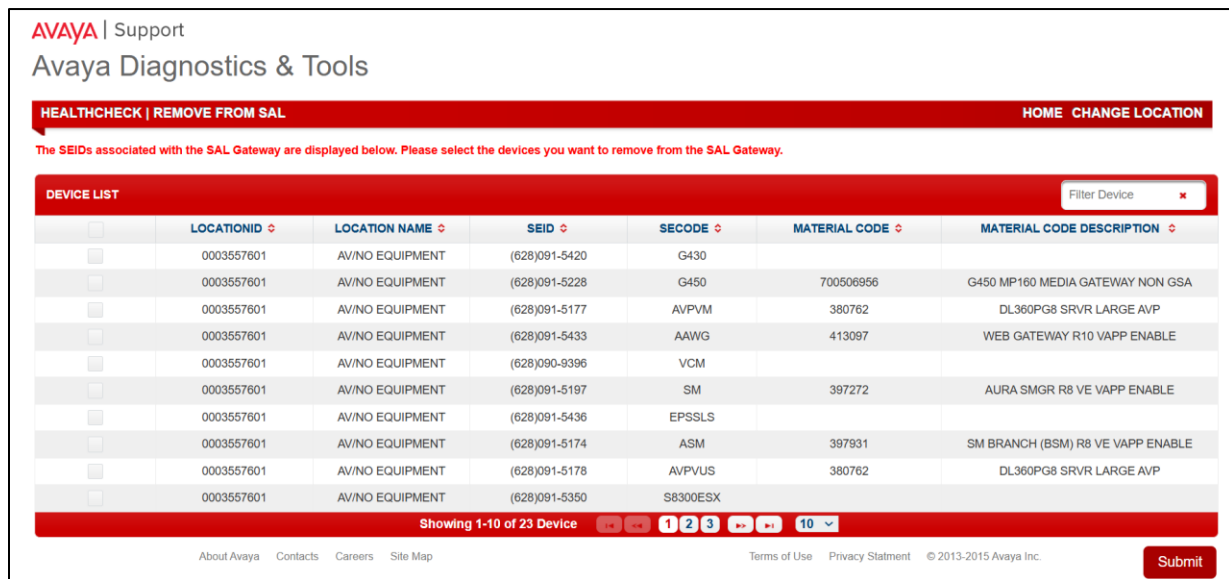 AVAYA | Support
Avaya Diagnostics & Tools
HEALTHCHECK | REMOVE FROM SAL HOME CHANGE LOCATION
The SEIDs associated with the SAL Gateway are displayed below. Please select the devices you want to remove from the SAL Gateway.
DEVICE LIST Filter Device
LOCATIONID LOCATION NAME SEID SECODE MATERIAL CODE MATERIAL CODE DESCRIPTION
0003557601 AV/NO EQUIPMENT (628)091-5420 G430
0003557601 AV/NO EQUIPMENT (628)091-5228 G450 700506956 G450 MP160 MEDIA GATEWAY NON GSA
0003557601 AV/NO EQUIPMENT (628)091-5177 AVPVM 380762 DL360PG8 SRVR LARGE AVP
0003557601 AV/NO EQUIPMENT (628)091-5433 AAWG 413097 WEB GATEWAY R10 VAPP ENABLE
0003557601 AV/NO EQUIPMENT (628)090-9396 VCM
0003557601 AV/NO EQUIPMENT (628)091-5197 SM 397272 AURA SMGR R8 VE VAPP ENABLE
0003557601 AV/NO EQUIPMENT (628)091-5436 EPSSLS
0003557601 AV/NO EQUIPMENT (628)091-5174 ASM 397931 SM BRANCH (BSM) R8 VE VAPP ENABLE
0003557601 AV/NO EQUIPMENT (628)091-5178 AVPVUS 380762 DL360PG8 SRVR LARGE AVP
0003557601 AV/NO EQUIPMENT (628)091-5350 S8300ESX
Showing 1-10 of 23 Device 1 2 3 10
About Avaya Contacts Careers Site Map Terms of Use Privacy Statment © 2013-2015 Avaya Inc.
Submit